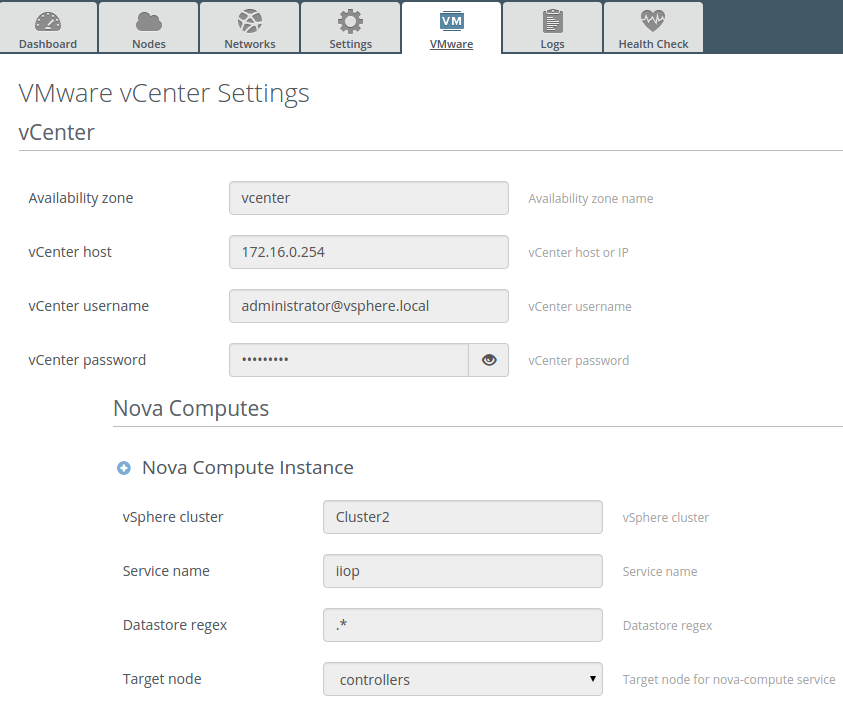 Dashboard Nodes Networks Settings VM VMware Logs Health Check
VMware vCenter Settings
vCenter
Availability zone vcenter Availability zone name
vCenter host 172.16.0.254 vCenter host or IP
vCenter username administrator@vsphere.local vCenter username
vCenter password ••••••••• vCenter password
Nova Computes
Nova Compute Instance
vSphere cluster Cluster2 vSphere cluster
Service name iiop Service name
Datastore regex .* Datastore regex
Target node controllers Target node for nova-compute service